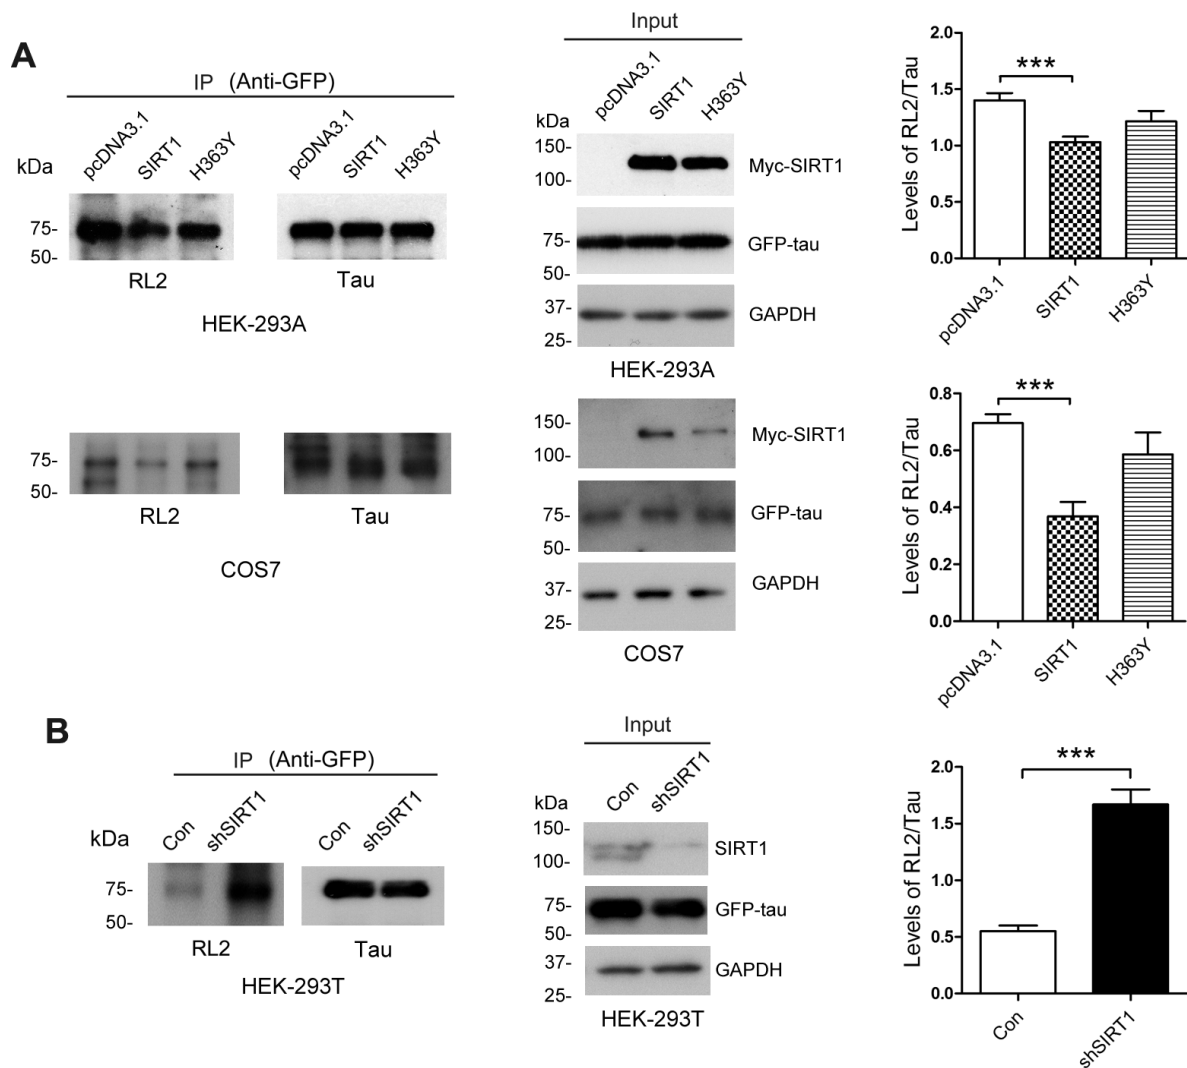 A
IP (Anti-GFP)
kDa
pcDNA3.1
SIRT1
H363Y
pcDNA3.1
SIRT1
H363Y
75-
50-
RL2
Tau
HEK-293A
75-
50-
RL2
Tau
COS7
Input
kDa
pcDNA3.1
SIRT1
H363Y
150-
100-
Myc-SIRT1
75-
50-
GFP-tau
37-
25-
GAPDH
HEK-293A
150-
100-
Myc-SIRT1
75-
50-
GFP-tau
37-
25-
GAPDH
COS7
Levels of RL2/Tau
2.0
1.5
1.0
0.5
0.0
***
pcDNA3.1
SIRT1
H363Y
Levels of RL2/Tau
0.8
0.6
0.4
0.2
0.0
***
pcDNA3.1
SIRT1
H363Y
B
IP (Anti-GFP)
kDa
Con
shSIRT1
Con
shSIRT1
75-
50-
RL2
Tau
HEK-293T
Input
kDa
Con
shSIRT1
150-
100-
SIRT1
75-
50-
GFP-tau
37-
25-
GAPDH
HEK-293T
Levels of RL2/Tau
2.0
1.5
1.0
0.5
0.0
***
Con
shSIRT1